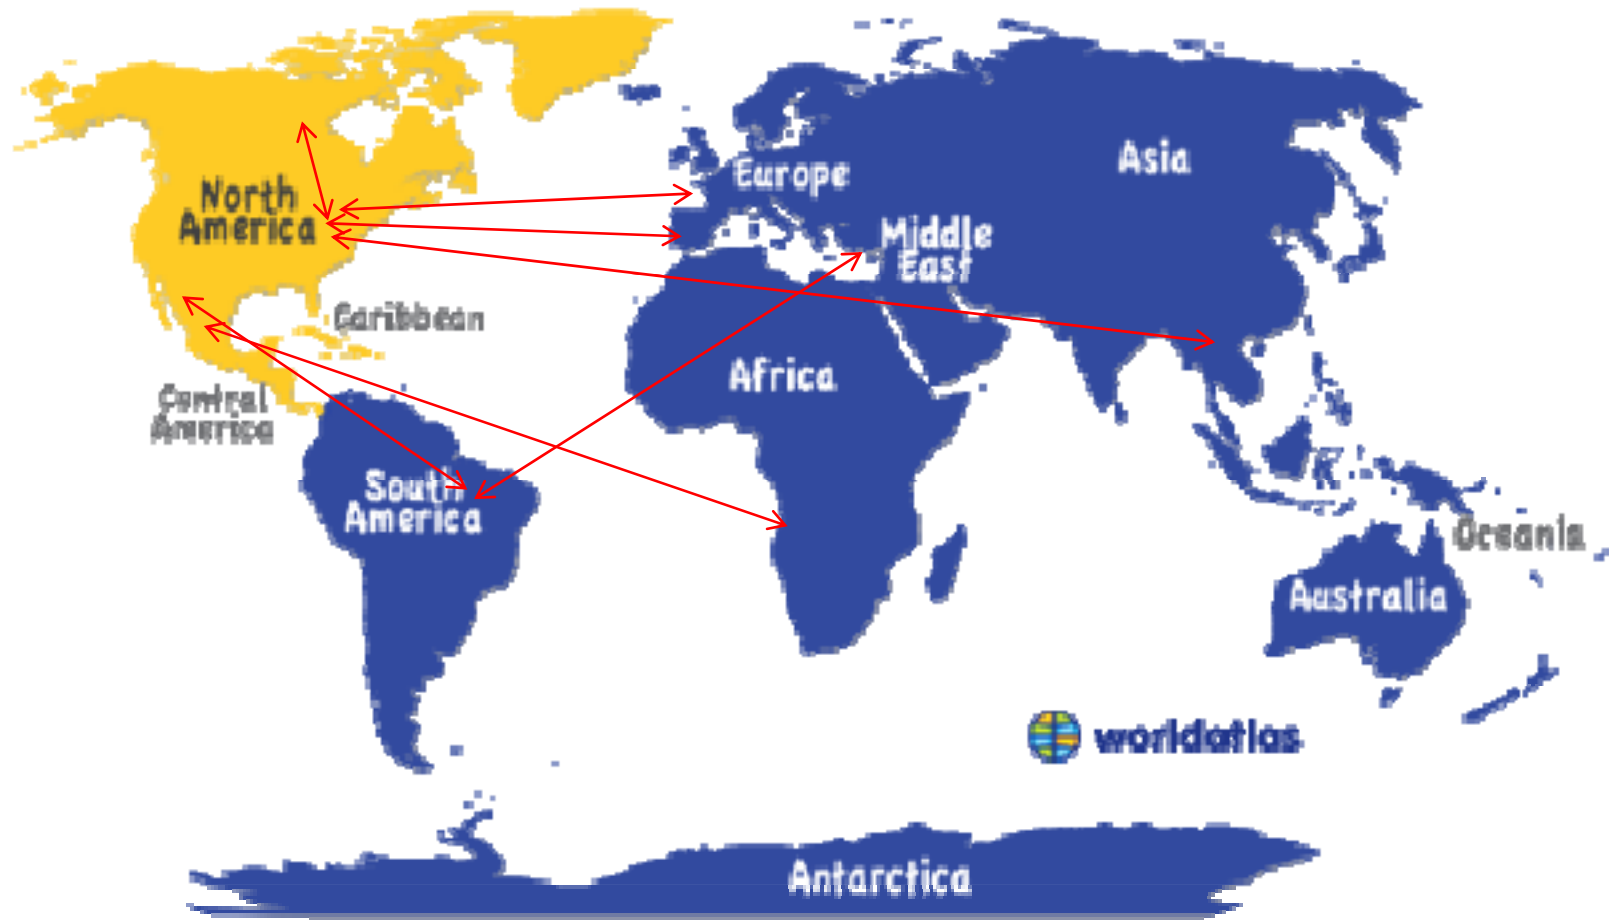 Asia
Europe
North
America
Middle
East
Caribbean
Africa
Central
America
South
America
Oceania
Australia
worldatlas
Antarctica